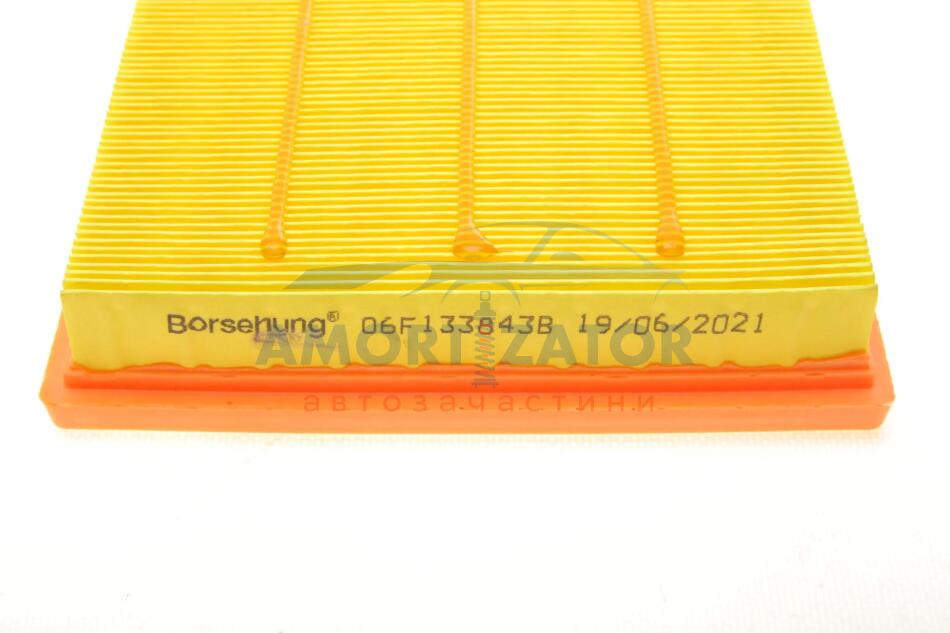 Borsehung® 06F133843B 19/06/2021
AMORTIZATOR
автозапчастини